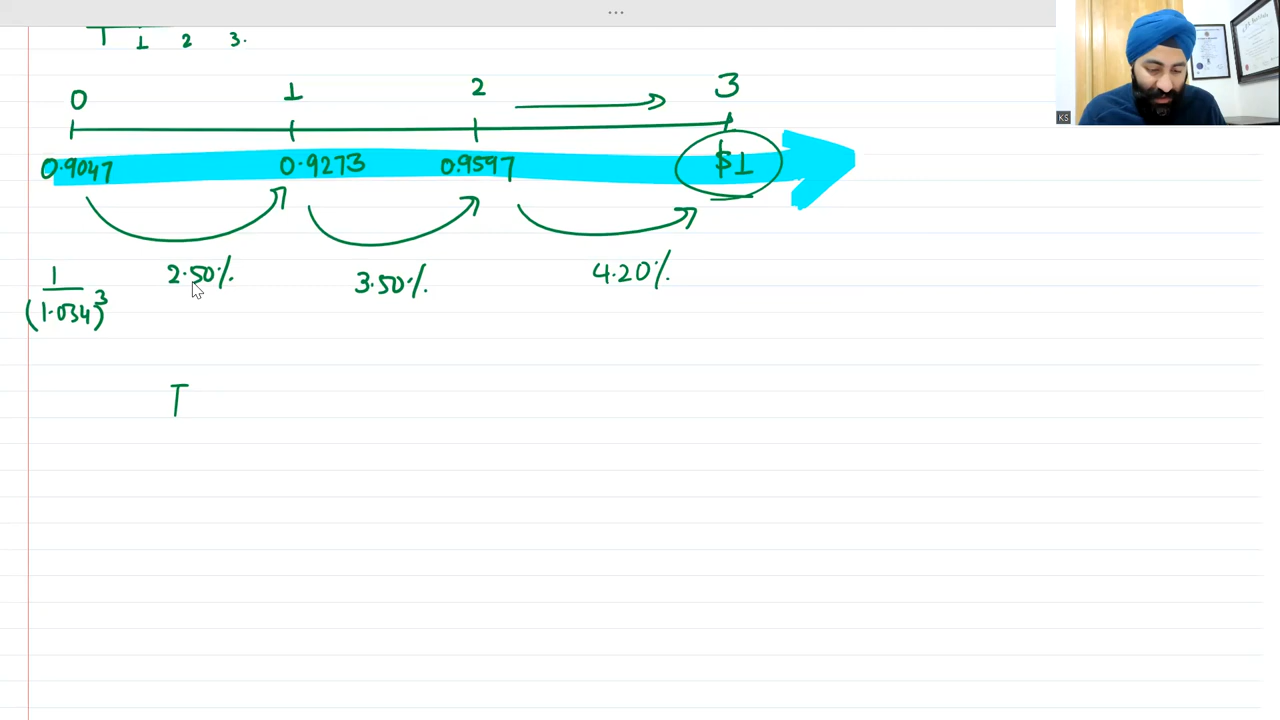 1 2 3.
0 1 2 3
0.9047 0.9273 0.9597 $1
2.50% 3.50% 4.20%
1
(1.034)3
T
KS